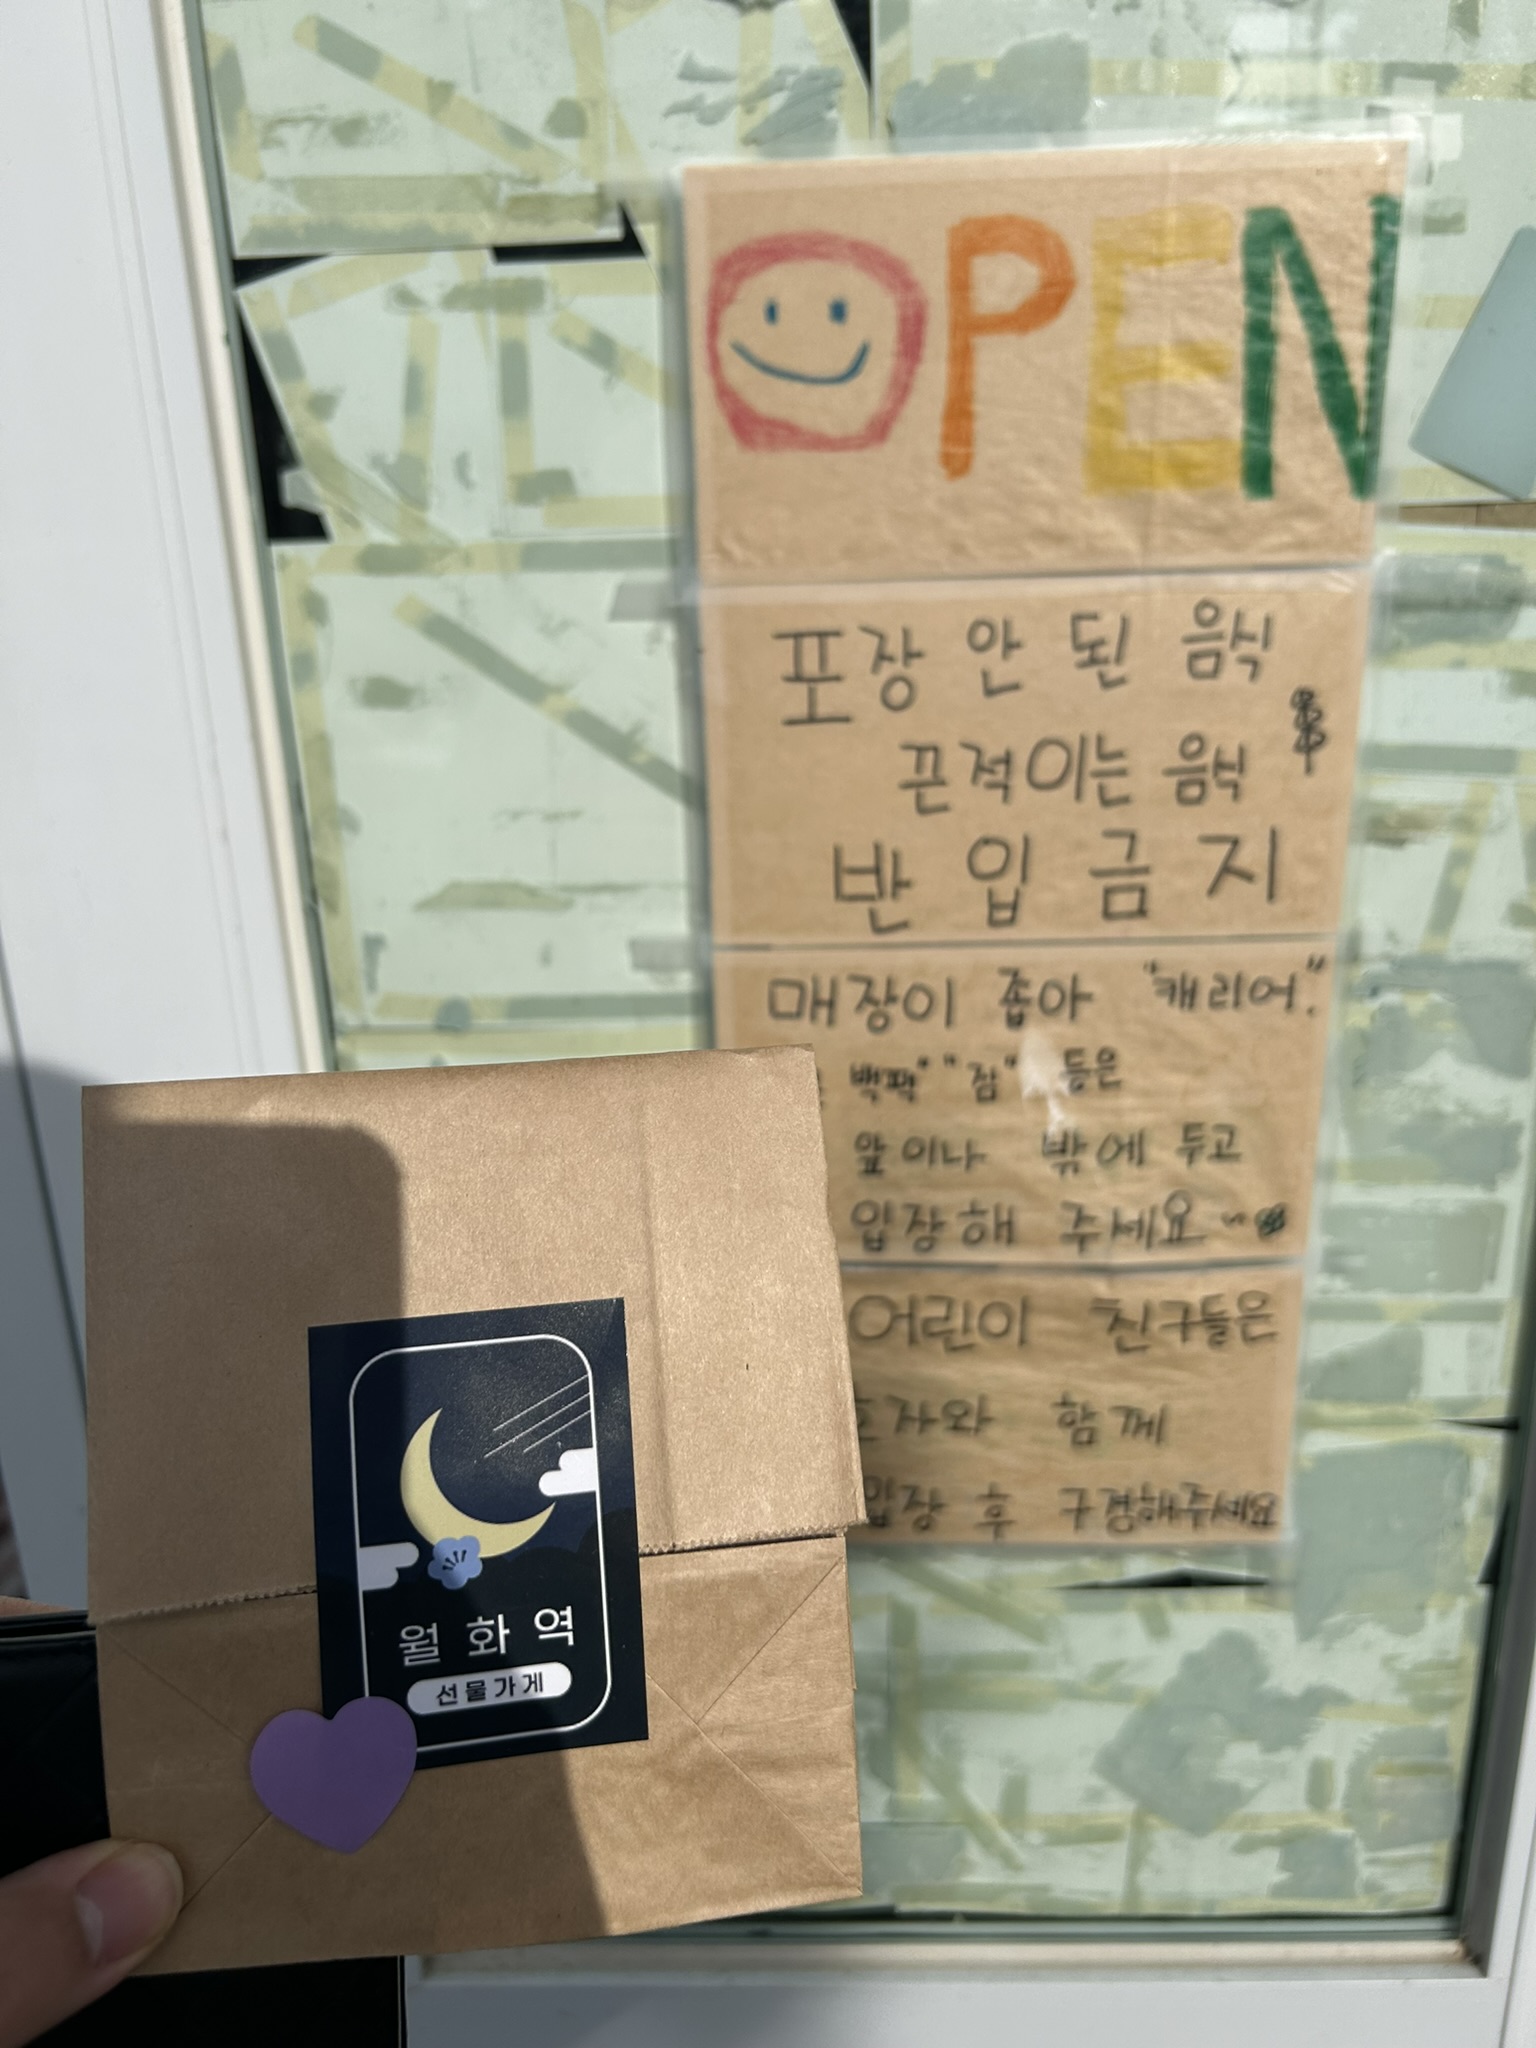 OPEN
포장 안 된 음식
끈적이는 음식
반입금지
매장이 좁아 "캐리어".
백팩" "짐" 등은
앞이나 밖에 두고
입장해 주세요~
어린이 친구들은
자와 함께
입장 후 구경해주세요
월화역
선물가게